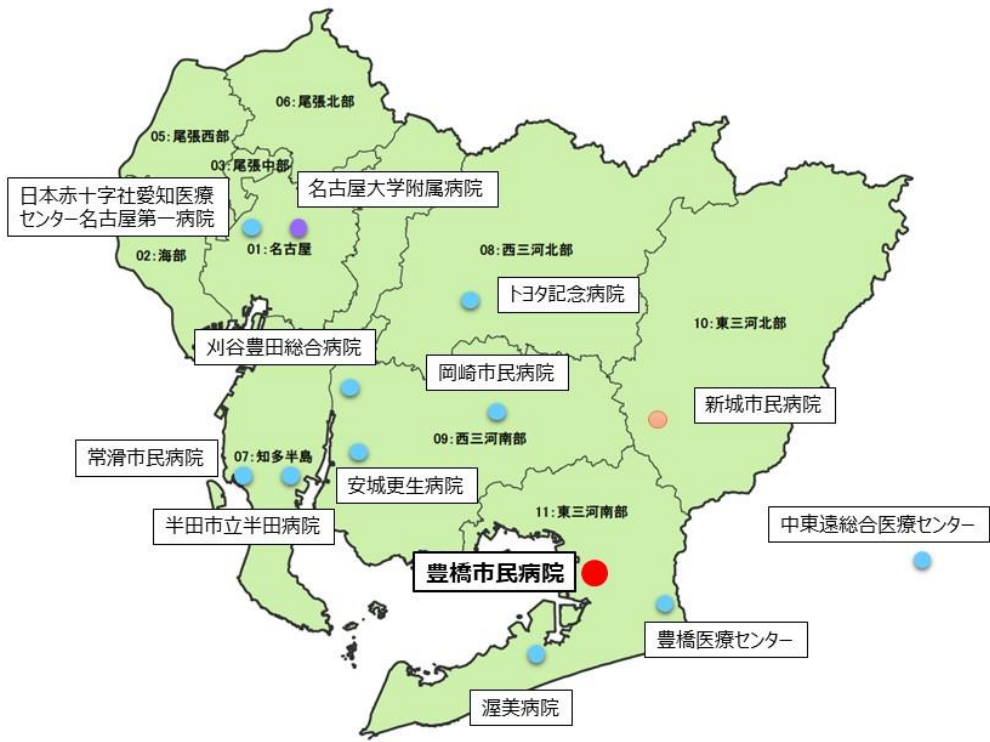 06:尾張北部
05:尾張西部
03:尾張中部
日本赤十字社愛知医療
センター名古屋第一病院
名古屋大学附属病院
01:名古屋
02:海部
08:西三河北部
トヨタ記念病院
10:東三河北部
刈谷豊田総合病院
岡崎市民病院
新城市民病院
09:西三河南部
常滑市民病院
07:知多半島
安城更生病院
半田市立半田病院
11:東三河南部
中東遠総合医療センター
豊橋市民病院
豊橋医療センター
渥美病院